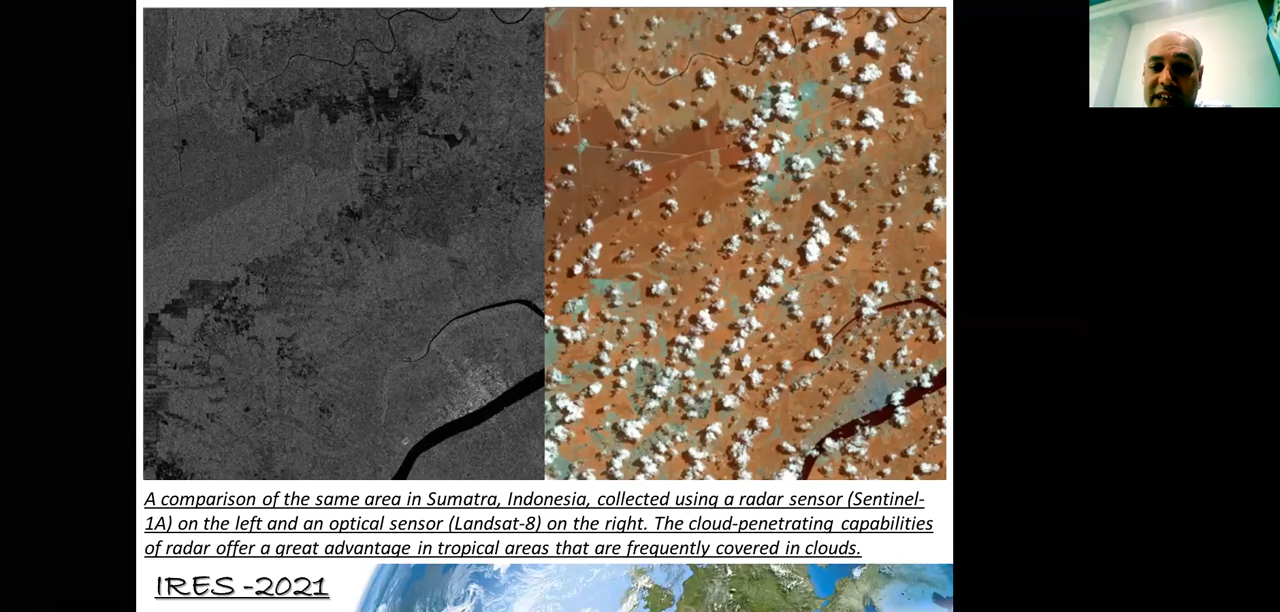 A comparison of the same area in Sumatra, Indonesia, collected using a radar sensor (Sentinel-
1A) on the left and an optical sensor (Landsat-8) on the right. The cloud-penetrating capabilities
of radar offer a great advantage in tropical areas that are frequently covered in clouds.
IRES -2021